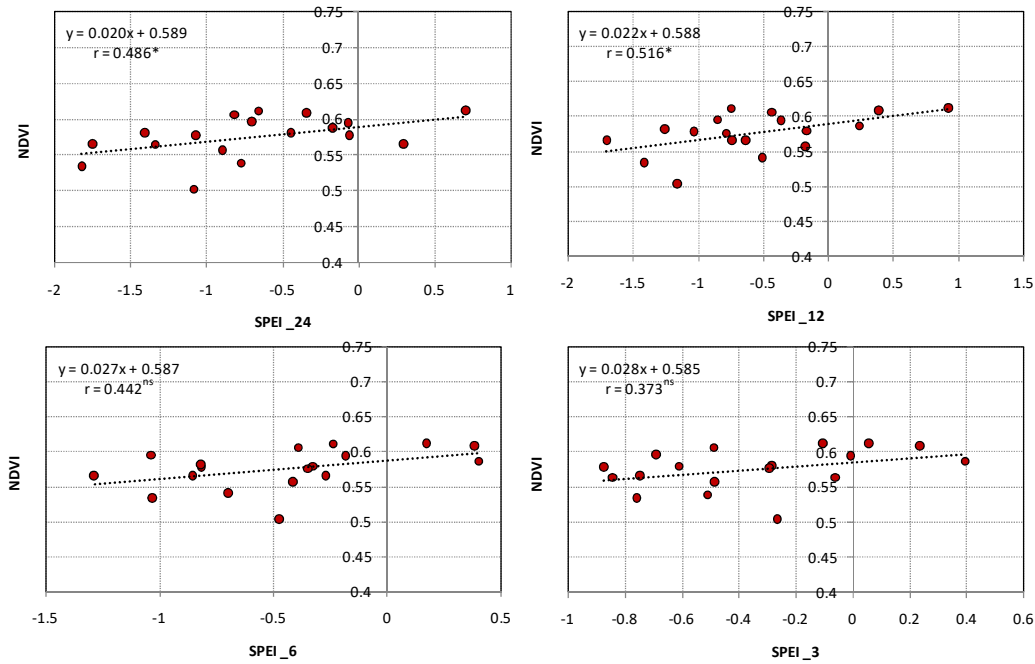 0.75
y = 0.020x + 0.589
r = 0.486*
0.7
0.65
0.6
0.55
0.5
0.45
0.4
NDVI
-2 -1.5 -1 -0.5 0 0.5 1
SPEI _24
0.75
y = 0.022x + 0.588
r = 0.516*
0.7
0.65
0.6
0.55
0.5
0.45
0.4
NDVI
-2 -1.5 -1 -0.5 0 0.5 1 1.5
SPEI _12
0.75
y = 0.027x + 0.587
r = 0.442ns
0.7
0.65
0.6
0.55
0.5
0.45
0.4
NDVI
-1.5 -1 -0.5 0 0.5
SPEI _6
0.75
y = 0.028x + 0.585
r = 0.373ns
0.7
0.65
0.6
0.55
0.5
0.45
0.4
NDVI
-1 -0.8 -0.6 -0.4 -0.2 0 0.2 0.4 0.6
SPEI _3